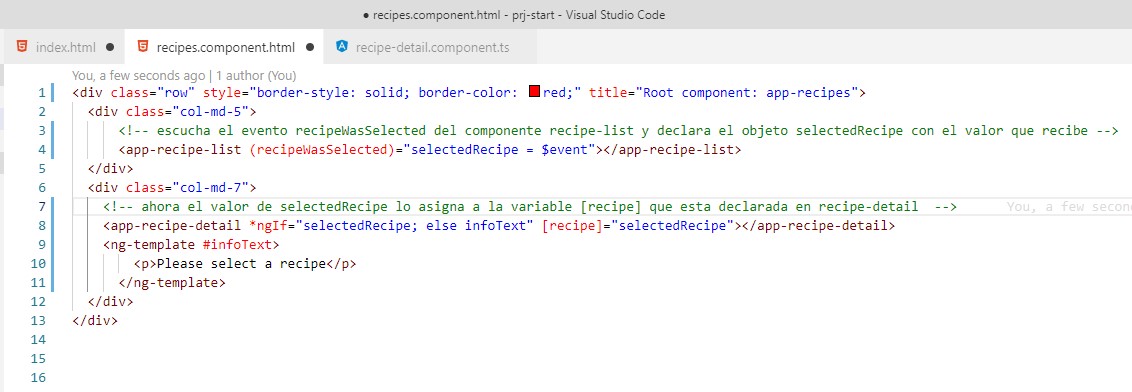 ● recipes.component.html - prj-start - Visual Studio Code
index.html ● recipes.component.html ● recipe-detail.component.ts
You, a few seconds ago | 1 author (You)
1 <div class="row" style="border-style: solid; border-color: red;" title="Root component: app-recipes">
2 <div class="col-md-5">
3 <!-- escucha el evento recipeWasSelected del componente recipe-list y declara el objeto selectedRecipe con el valor que recibe -->
4 <app-recipe-list (recipeWasSelected)="selectedRecipe = $event"></app-recipe-list>
5 </div>
6 <div class="col-md-7">
7 <!-- ahora el valor de selectedRecipe lo asigna a la variable [recipe] que esta declarada en recipe-detail --> You, a few secon
8 <app-recipe-detail *ngIf="selectedRecipe; else infoText" [recipe]="selectedRecipe"></app-recipe-detail>
9 <ng-template #infoText>
10 <p>Please select a recipe</p>
11 </ng-template>
12 </div>
13 </div>
14
15
16